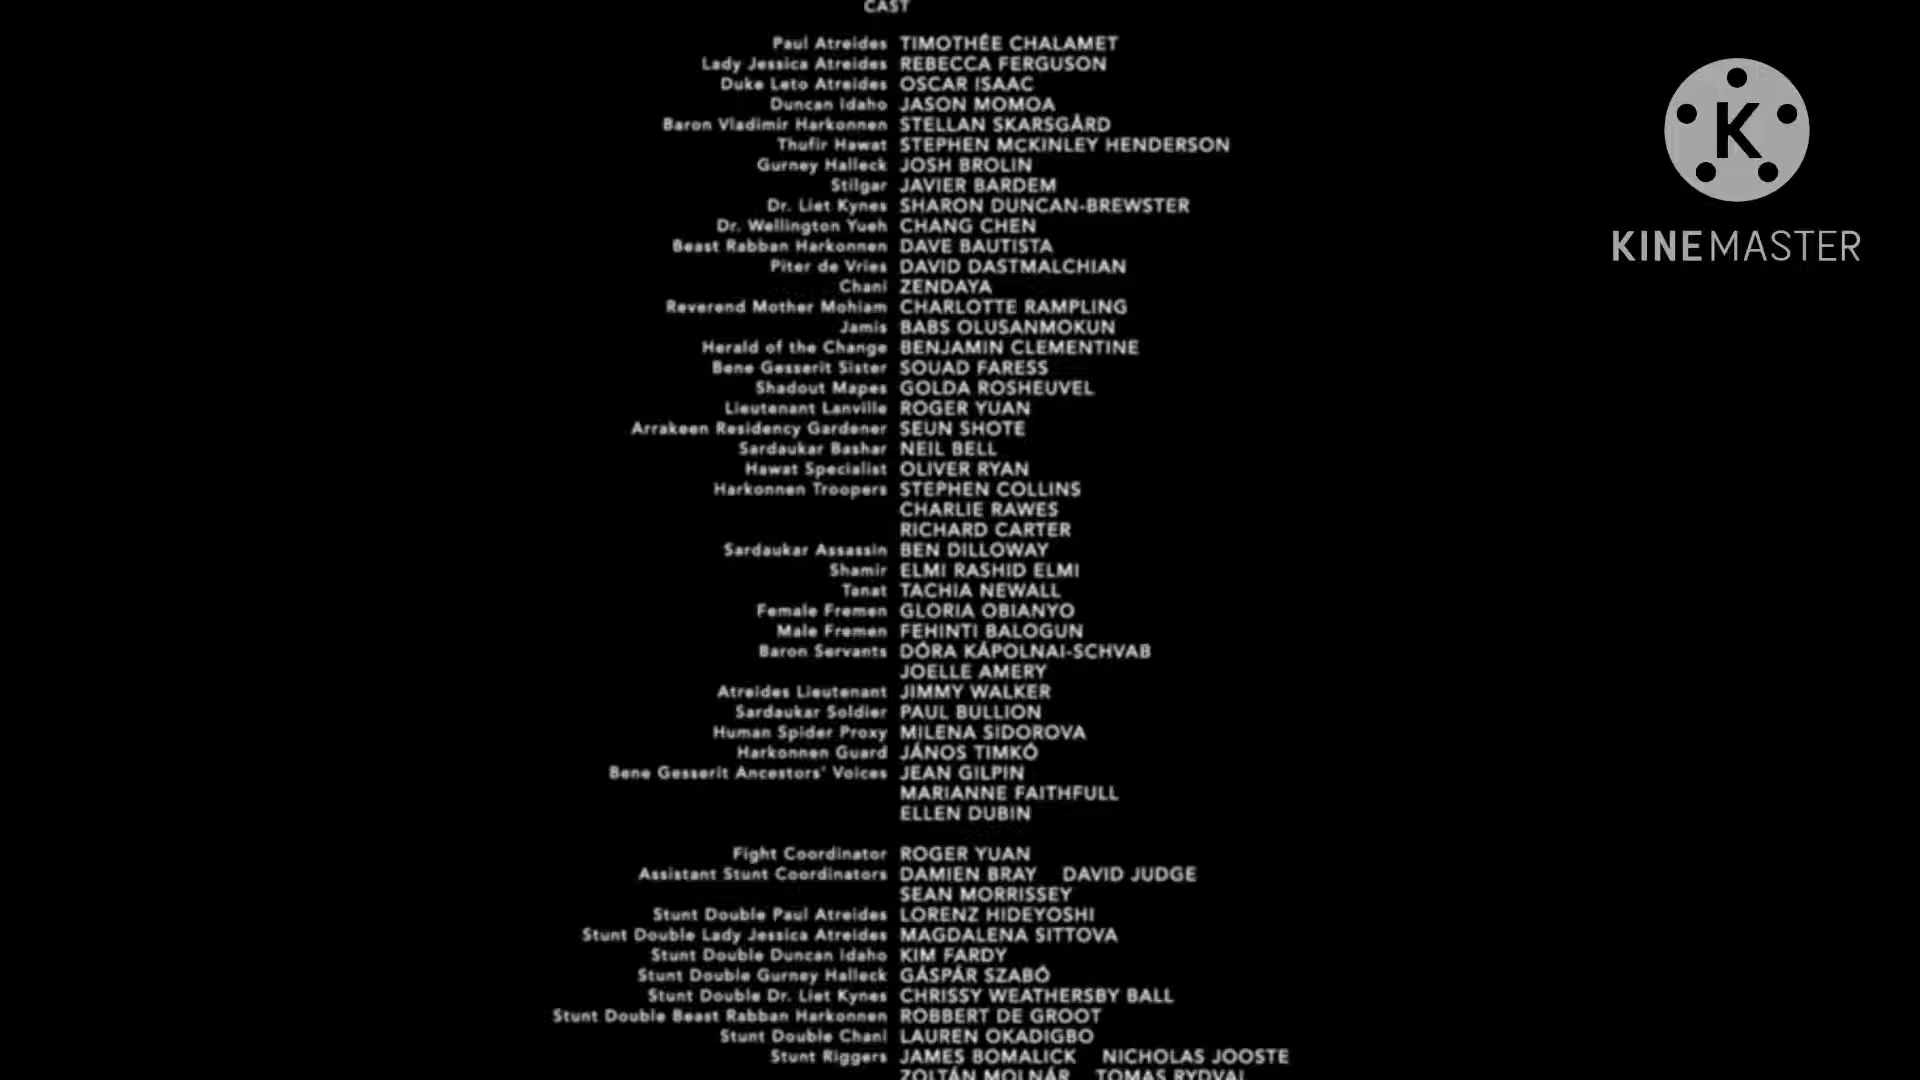 CAST
Paul Atreides TIMOTHÉE CHALAMET
Lady Jessica Atreides REBECCA FERGUSON
Duke Leto Atreides OSCAR ISAAC
Duncan Idaho JASON MOMOA
Baron Vladimir Harkonnen STELLAN SKARSGÅRD
Thufir Hawat STEPHEN MCKINLEY HENDERSON
Gurney Halleck JOSH BROLIN
Stilgar JAVIER BARDEM
Dr. Liet Kynes SHARON DUNCAN-BREWSTER
Dr. Wellington Yueh CHANG CHEN
Beast Rabban Harkonnen DAVE BAUTISTA
Piter de Vries DAVID DASTMALCHIAN
Chani ZENDAYA
Reverend Mother Mohiam CHARLOTTE RAMPLING
Jamis BABS OLUSANMOKUN
Herald of the Change BENJAMIN CLEMENTINE
Bene Gesserit Sister SOUAD FARESS
Shadout Mapes GOLDA ROSHEUVEL
Lieutenant Lanville ROGER YUAN
Arrakeen Residency Gardener SEUN SHOTE
Sardaukar Bashar NEIL BELL
Hawat Specialist OLIVER RYAN
Harkonnen Troopers STEPHEN COLLINS
CHARLIE RAWES
RICHARD CARTER
Sardaukar Assassin BEN DILLOWAY
Shamir ELMI RASHID ELMI
Tanat TACHIA NEWALL
Female Fremen GLORIA OBIANYO
Male Fremen FEHINTI BALOGUN
Baron Servants DÓRA KÁPOLNAI-SCHVAB
JOELLE AMERY
Atreides Lieutenant JIMMY WALKER
Sardaukar Soldier PAUL BULLION
Human Spider Proxy MILENA SIDOROVA
Harkonnen Guard JÁNOS TIMKÓ
Bene Gesserit Ancestors' Voices JEAN GILPIN
MARIANNE FAITHFULL
ELLEN DUBIN
Fight Coordinator ROGER YUAN
Assistant Stunt Coordinators DAMIEN BRAY DAVID JUDGE
SEAN MORRISSEY
Stunt Double Paul Atreides LORENZ HIDEYOSHI
Stunt Double Lady Jessica Atreides MAGDALENA SITTOVA
Stunt Double Duncan Idaho KIM FARDY
Stunt Double Gurney Halleck GÁSPÁR SZABÓ
Stunt Double Dr. Liet Kynes CHRISSY WEATHERSBY BALL
Stunt Double Beast Rabban Harkonnen ROBBERT DE GROOT
Stunt Double Chani LAUREN OKADIGBO
Stunt Riggers JAMES BOMALICK NICHOLAS JOOSTE
ZOLTÁN MOLNÁR TOMAS RYDVAL
K
KINEMASTER